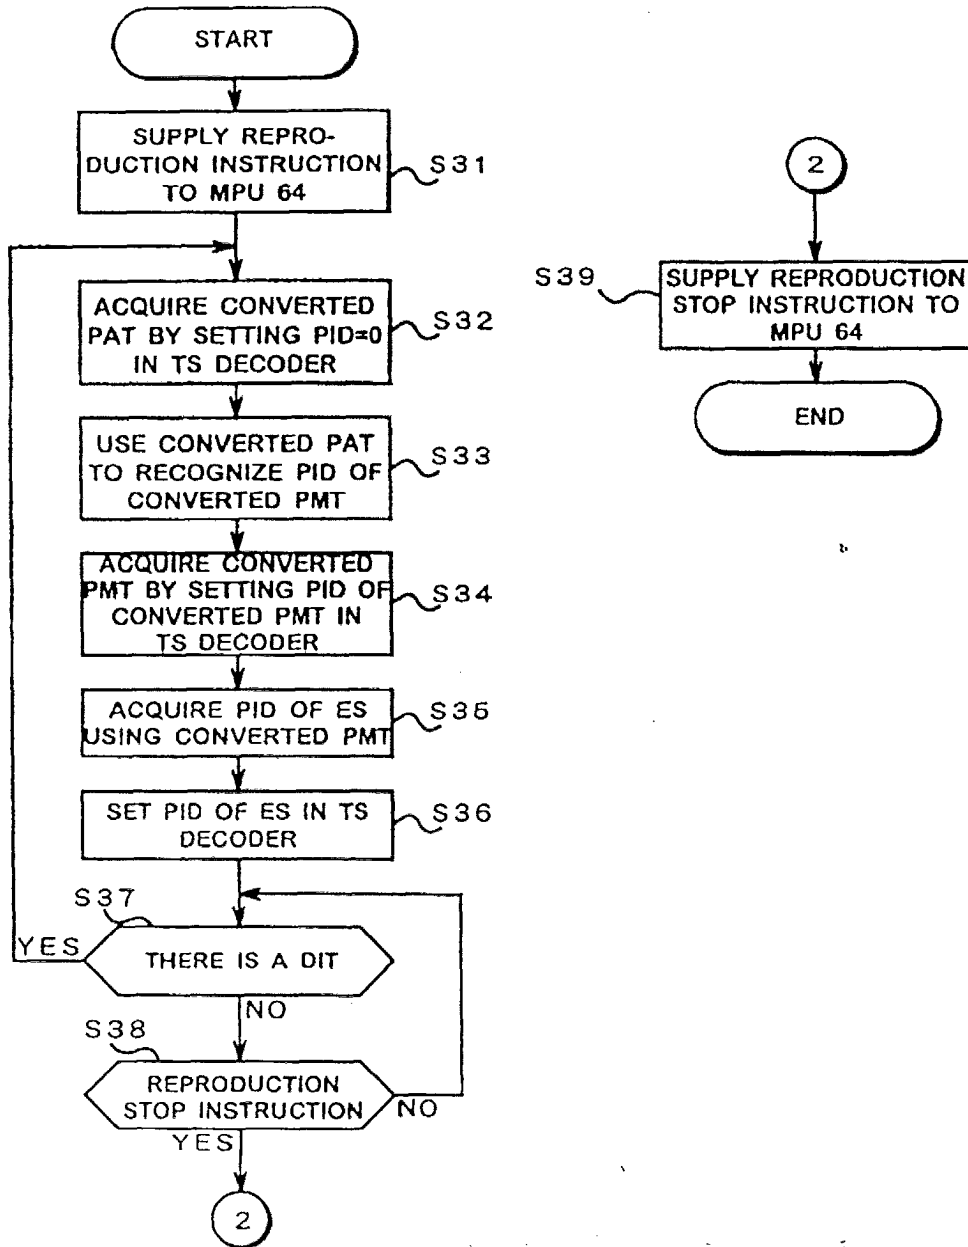 START
SUPPLY REPRO-
DUCTION INSTRUCTION
TO MPU 64
S31
ACQUIRE CONVERTED
PAT BY SETTING PID=0
IN TS DECODER
S32
USE CONVERTED PAT
TO RECOGNIZE PID OF
CONVERTED PMT
S33
ACQUIRE CONVERTED
PMT BY SETTING PID OF
CONVERTED PMT IN
TS DECODER
S34
ACQUIRE PID OF ES
USING CONVERTED PMT
S35
SET PID OF ES IN TS
DECODER
S36
S37
YES
THERE IS A DIT
NO
S38
REPRODUCTION
STOP INSTRUCTION
NO
YES
2
2
S39
SUPPLY REPRODUCTION
STOP INSTRUCTION TO
MPU 64
END